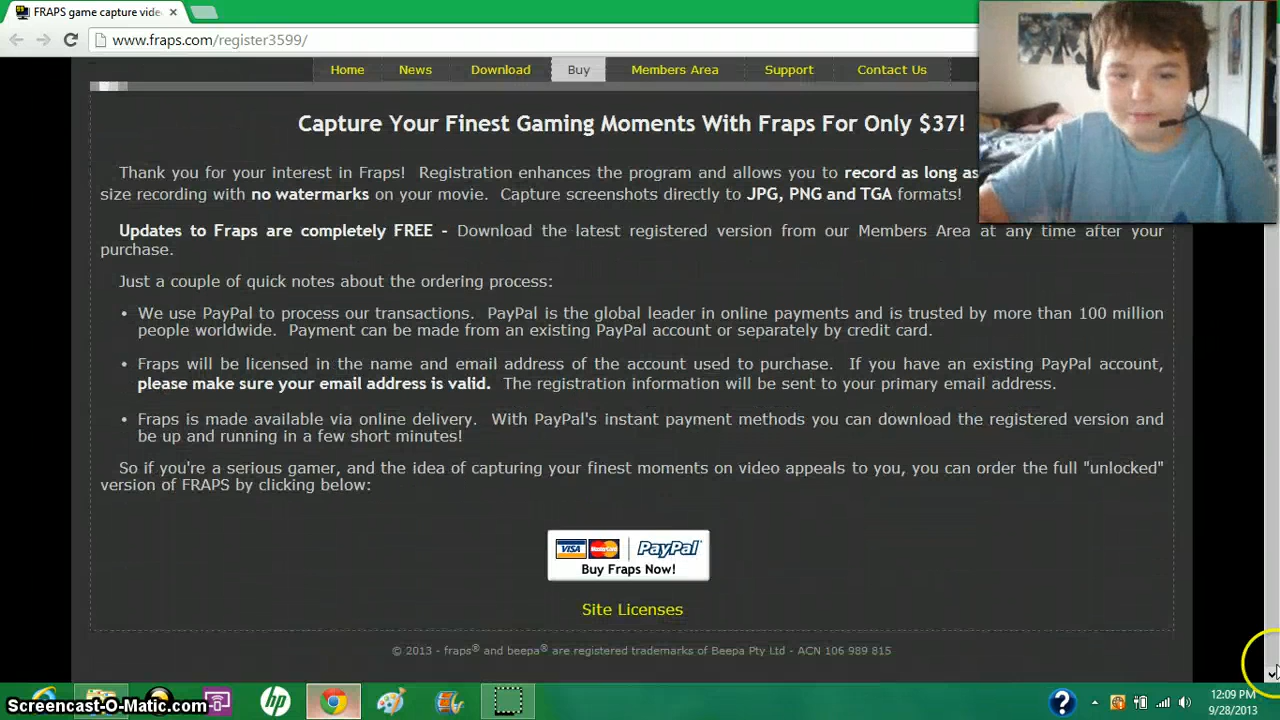 FRAPS game capture vide
www.fraps.com/register3599/
Home News Download Buy Members Area Support Contact Us
Capture Your Finest Gaming Moments With Fraps For Only $37!
Thank you for your interest in Fraps!  Registration enhances the program and allows you to record as long as
size recording with no watermarks on your movie.  Capture screenshots directly to JPG, PNG and TGA formats!
Updates to Fraps are completely FREE - Download the latest registered version from our Members Area at any time after your
purchase.
Just a couple of quick notes about the ordering process:
• We use PayPal to process our transactions.  PayPal is the global leader in online payments and is trusted by more than 100 million
people worldwide.  Payment can be made from an existing PayPal account or separately by credit card.
• Fraps will be licensed in the name and email address of the account used to purchase.  If you have an existing PayPal account,
please make sure your email address is valid.  The registration information will be sent to your primary email address.
• Fraps is made available via online delivery.  With PayPal's instant payment methods you can download the registered version and
be up and running in a few short minutes!
So if you're a serious gamer, and the idea of capturing your finest moments on video appeals to you, you can order the full "unlocked"
version of FRAPS by clicking below:
VISA MasterCard PayPal
Buy Fraps Now!
Site Licenses
© 2013 - fraps® and beepa® are registered trademarks of Beepa Pty Ltd - ACN 106 989 815
Screencast-O-Matic.com
hp
?
12:09 PM
9/28/2013